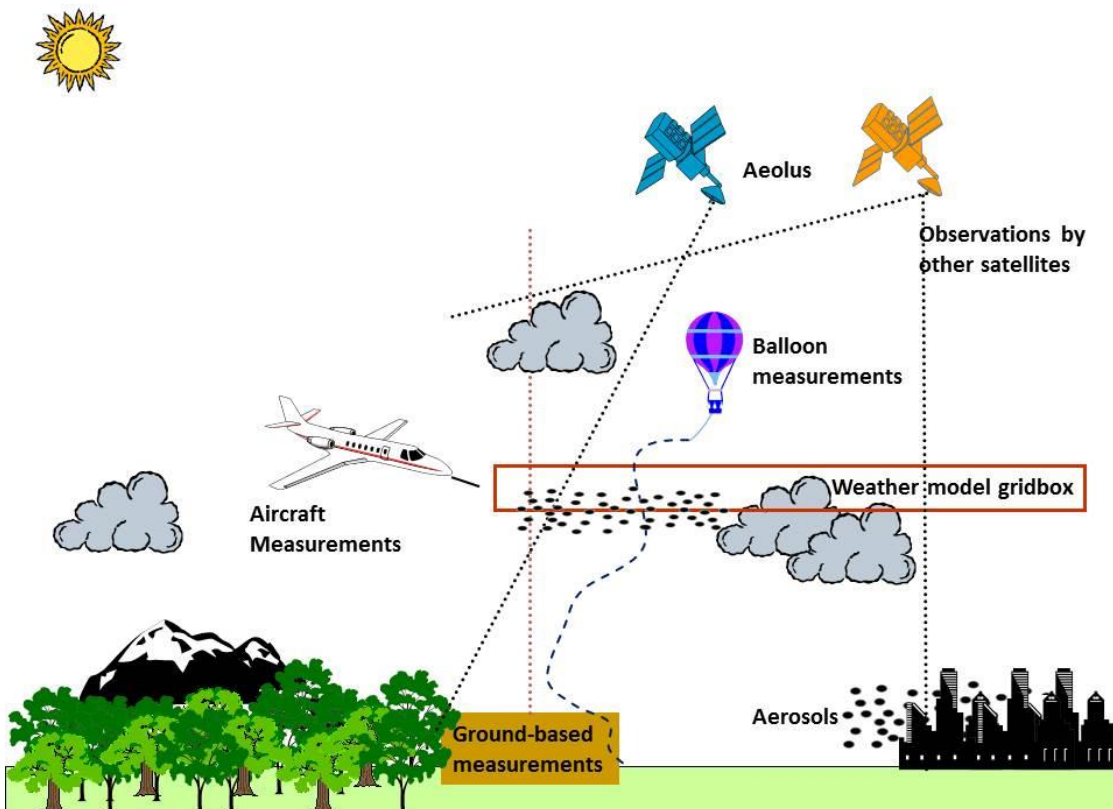 Aeolus
Observations by
other satellites
Balloon
measurements
Weather model gridbox
Aircraft
Measurements
Aerosols
Ground-based
measurements